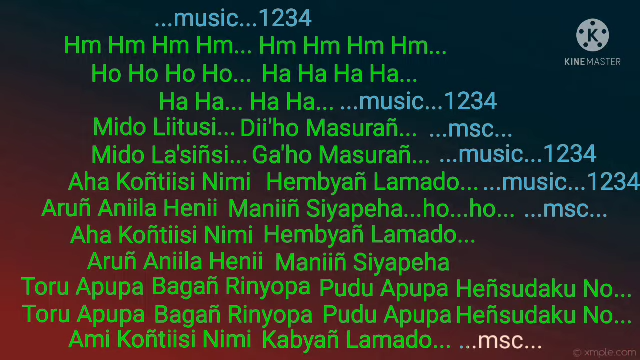 ...music...1234
Hm Hm Hm Hm... Hm Hm Hm Hm...
Ho Ho Ho Ho... Ha Ha Ha Ha...
Ha Ha... Ha Ha... ...music...1234
Mido Liitusi... Dii'ho Masurañ... ...msc...
Mido La'siñsi... Ga'ho Masurañ... ...music...1234
Aha Koñtiisi Nimi Hembyañ Lamado... ...music...1234
Aruñ Aniila Henii Maniiñ Siyapeha...ho...ho... ...msc...
Aha Koñtiisi Nimi Hembyañ Lamado...
Aruñ Aniila Henii Maniiñ Siyapeha
Toru Apupa Bagañ Rinyopa Pudu Apupa Heñsudaku No...
Toru Apupa Bagañ Rinyopa Pudu Apupa Heñsudaku No...
Ami Koñtiisi Nimi Kabyañ Lamado... ...msc...
K
KINEMASTER
© xmple.com